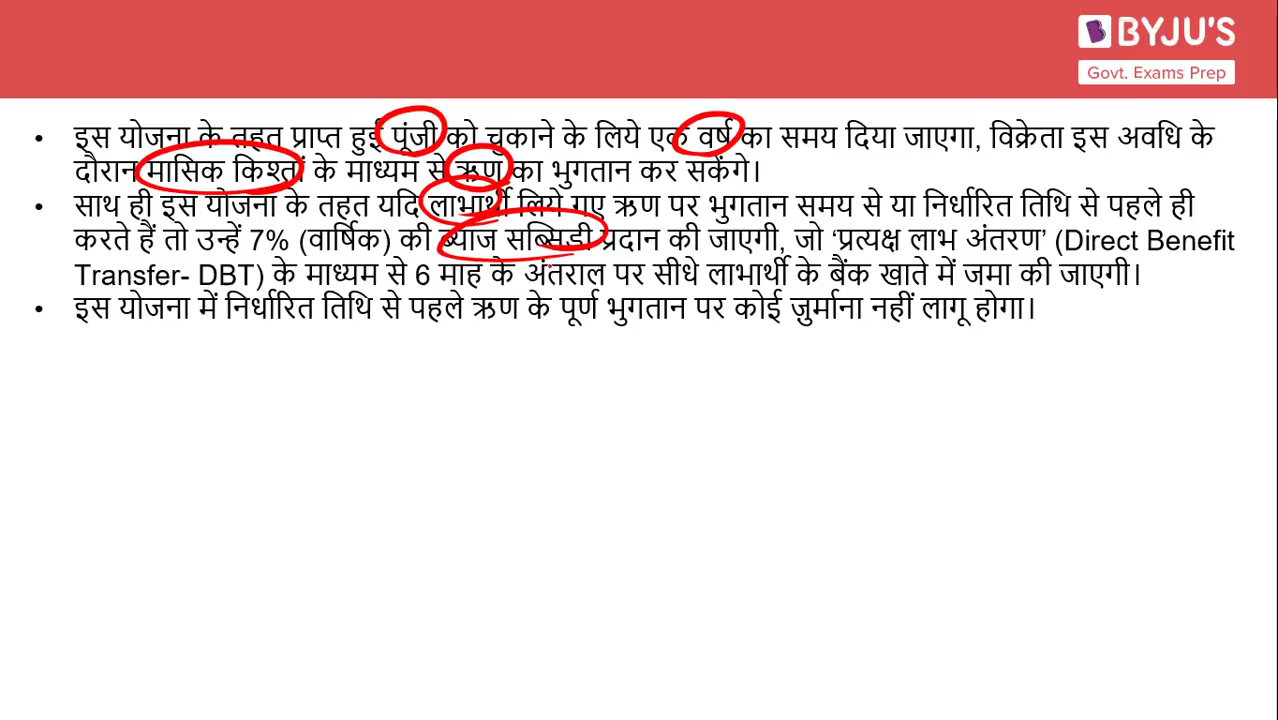 BYJU'S
Govt. Exams Prep
• इस योजना के तहत प्राप्त हुई पूंजी को चुकाने के लिये एक वर्ष का समय दिया जाएगा, विक्रेता इस अवधि के
दौरान मासिक किश्तों के माध्यम से ऋण का भुगतान कर सकेंगे।
• साथ ही इस योजना के तहत यदि लाभार्थी लिये गए ऋण पर भुगतान समय से या निर्धारित तिथि से पहले ही
करते हैं तो उन्हें 7% (वार्षिक) की ब्याज सब्सिडी प्रदान की जाएगी, जो ‘प्रत्यक्ष लाभ अंतरण’ (Direct Benefit
Transfer- DBT) के माध्यम से 6 माह के अंतराल पर सीधे लाभार्थी के बैंक खाते में जमा की जाएगी।
• इस योजना में निर्धारित तिथि से पहले ऋण के पूर्ण भुगतान पर कोई ज़ुर्माना नहीं लागू होगा।